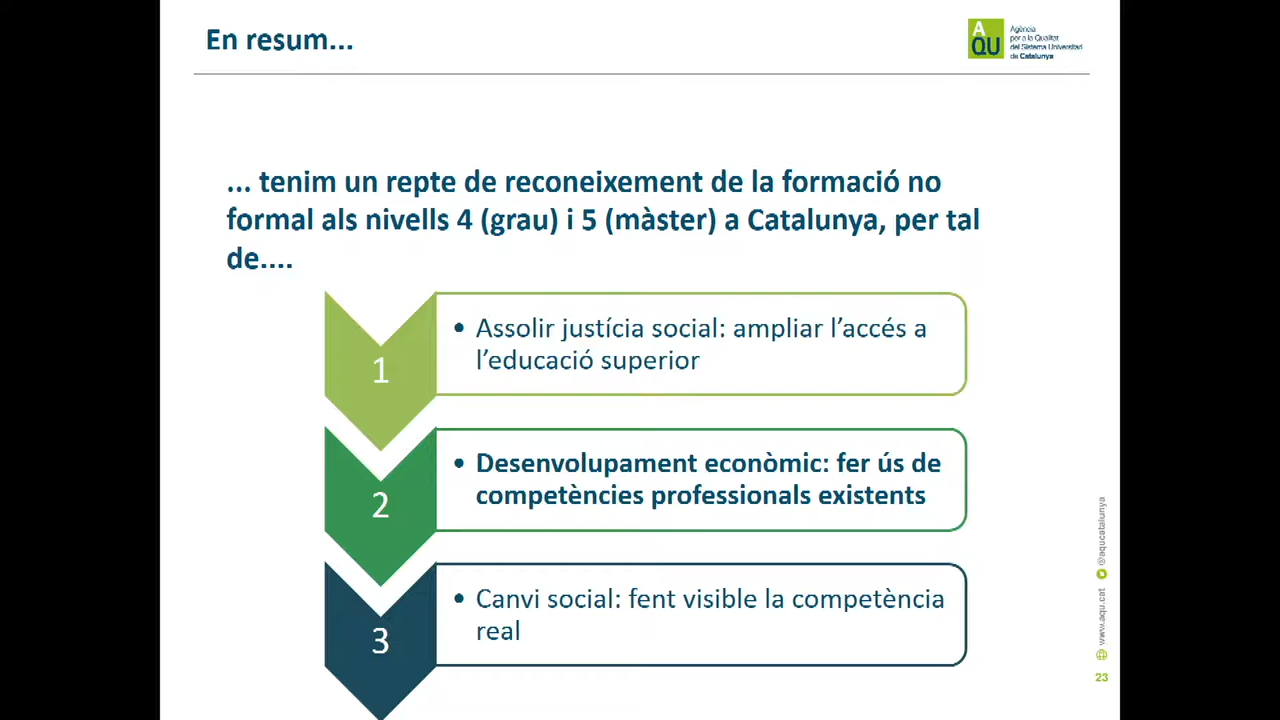 En resum...
A
QU
Agència
per a la Qualitat
del Sistema Universitari
de Catalunya
... tenim un repte de reconeixement de la formació no
formal als nivells 4 (grau) i 5 (màster) a Catalunya, per tal
de....
1
• Assolir justícia social: ampliar l’accés a
l’educació superior
2
• Desenvolupament econòmic: fer ús de
competències professionals existents
3
• Canvi social: fent visible la competència
real
www.aqu.cat
@aqucatalunya
23